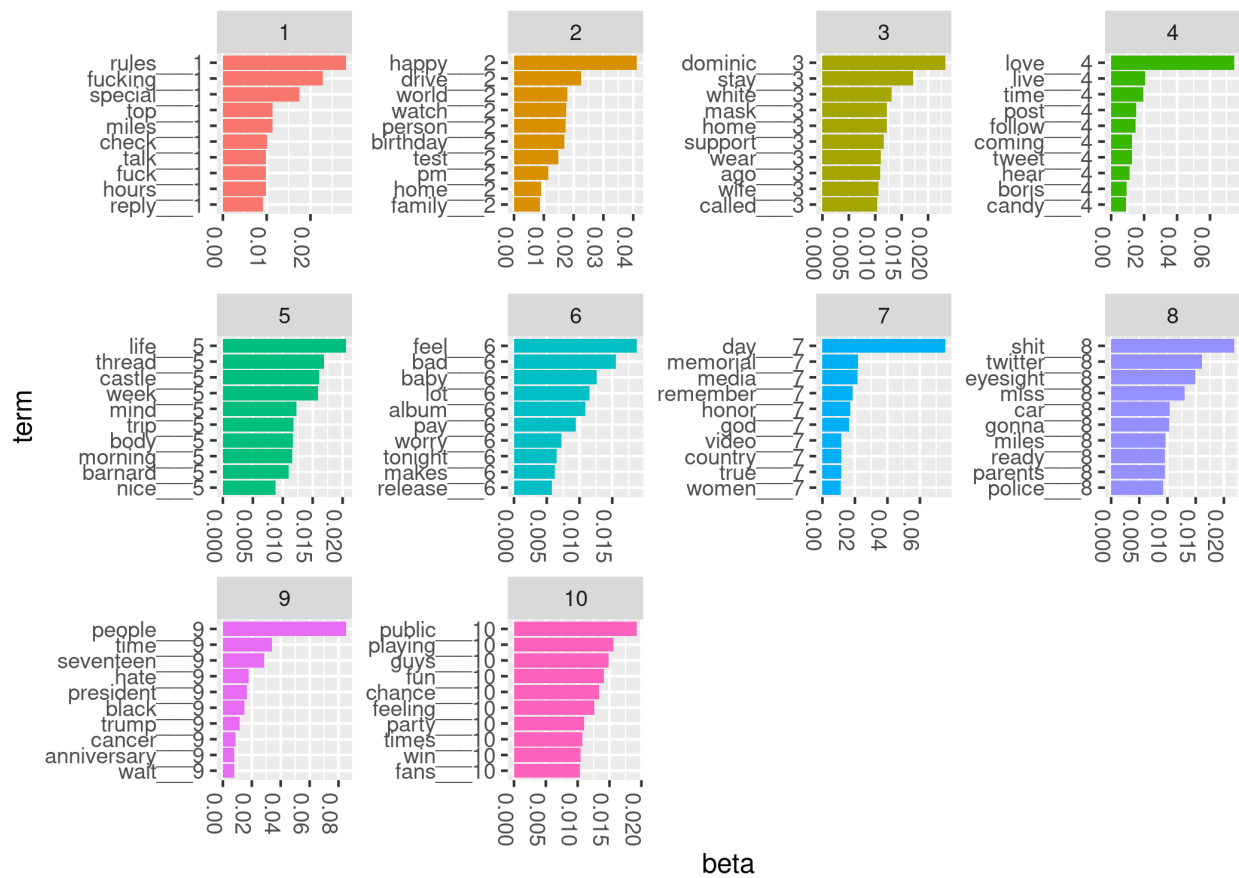 1
rules___1
fucking___1
special___1
top___1
miles___1
check___1
talk___1
fuck___1
hours___1
reply___1
0.00
0.01
0.02
2
happy___2
drive___2
world___2
watch___2
person___2
birthday___2
test___2
pm___2
home___2
family___2
0.00
0.01
0.02
0.03
0.04
3
dominic___3
stay___3
white___3
mask___3
home___3
support___3
wear___3
ago___3
wife___3
called___3
0.000
0.005
0.010
0.015
0.020
4
love___4
live___4
time___4
post___4
follow___4
coming___4
tweet___4
hear___4
boris___4
candy___4
0.00
0.02
0.04
0.06
5
life___5
thread___5
castle___5
week___5
mind___5
trip___5
body___5
morning___5
barnard___5
nice___5
0.000
0.005
0.010
0.015
0.020
6
feel___6
bad___6
baby___6
lot___6
album___6
pay___6
worry___6
tonight___6
makes___6
release___6
0.000
0.005
0.010
0.015
7
day___7
memorial___7
media___7
remember___7
honor___7
god___7
video___7
country___7
true___7
women___7
0.00
0.02
0.04
0.06
8
shit___8
twitter___8
eyesight___8
miss___8
car___8
gonna___8
miles___8
ready___8
parents___8
police___8
0.000
0.005
0.010
0.015
0.020
9
people___9
time___9
seventeen___9
hate___9
president___9
black___9
trump___9
cancer___9
anniversary___9
wait___9
0.00
0.02
0.04
0.06
0.08
10
public___10
playing___10
guys___10
fun___10
chance___10
feeling___10
party___10
times___10
win___10
fans___10
0.000
0.005
0.010
0.015
0.020
term
beta